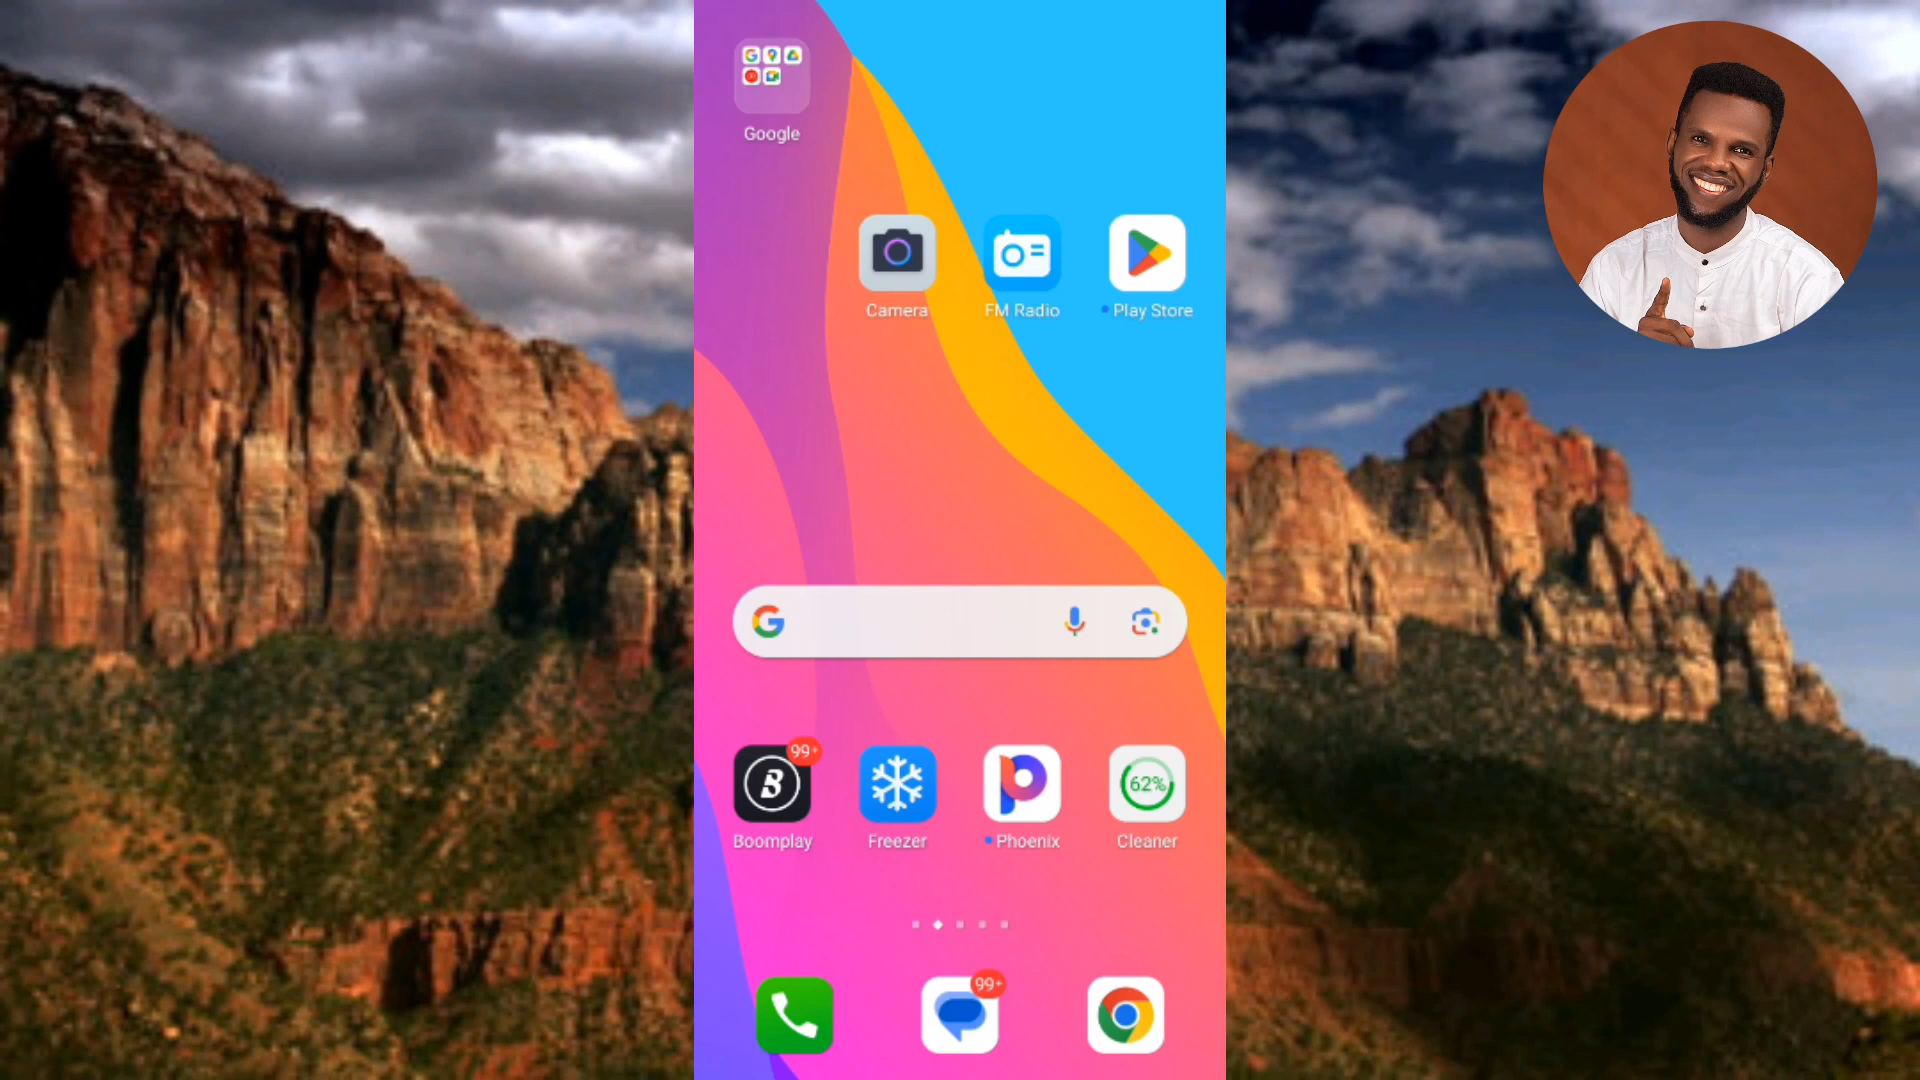 Google
Camera
FM Radio
Play Store
99+
62%
Boomplay
Freezer
Phoenix
Cleaner
99+